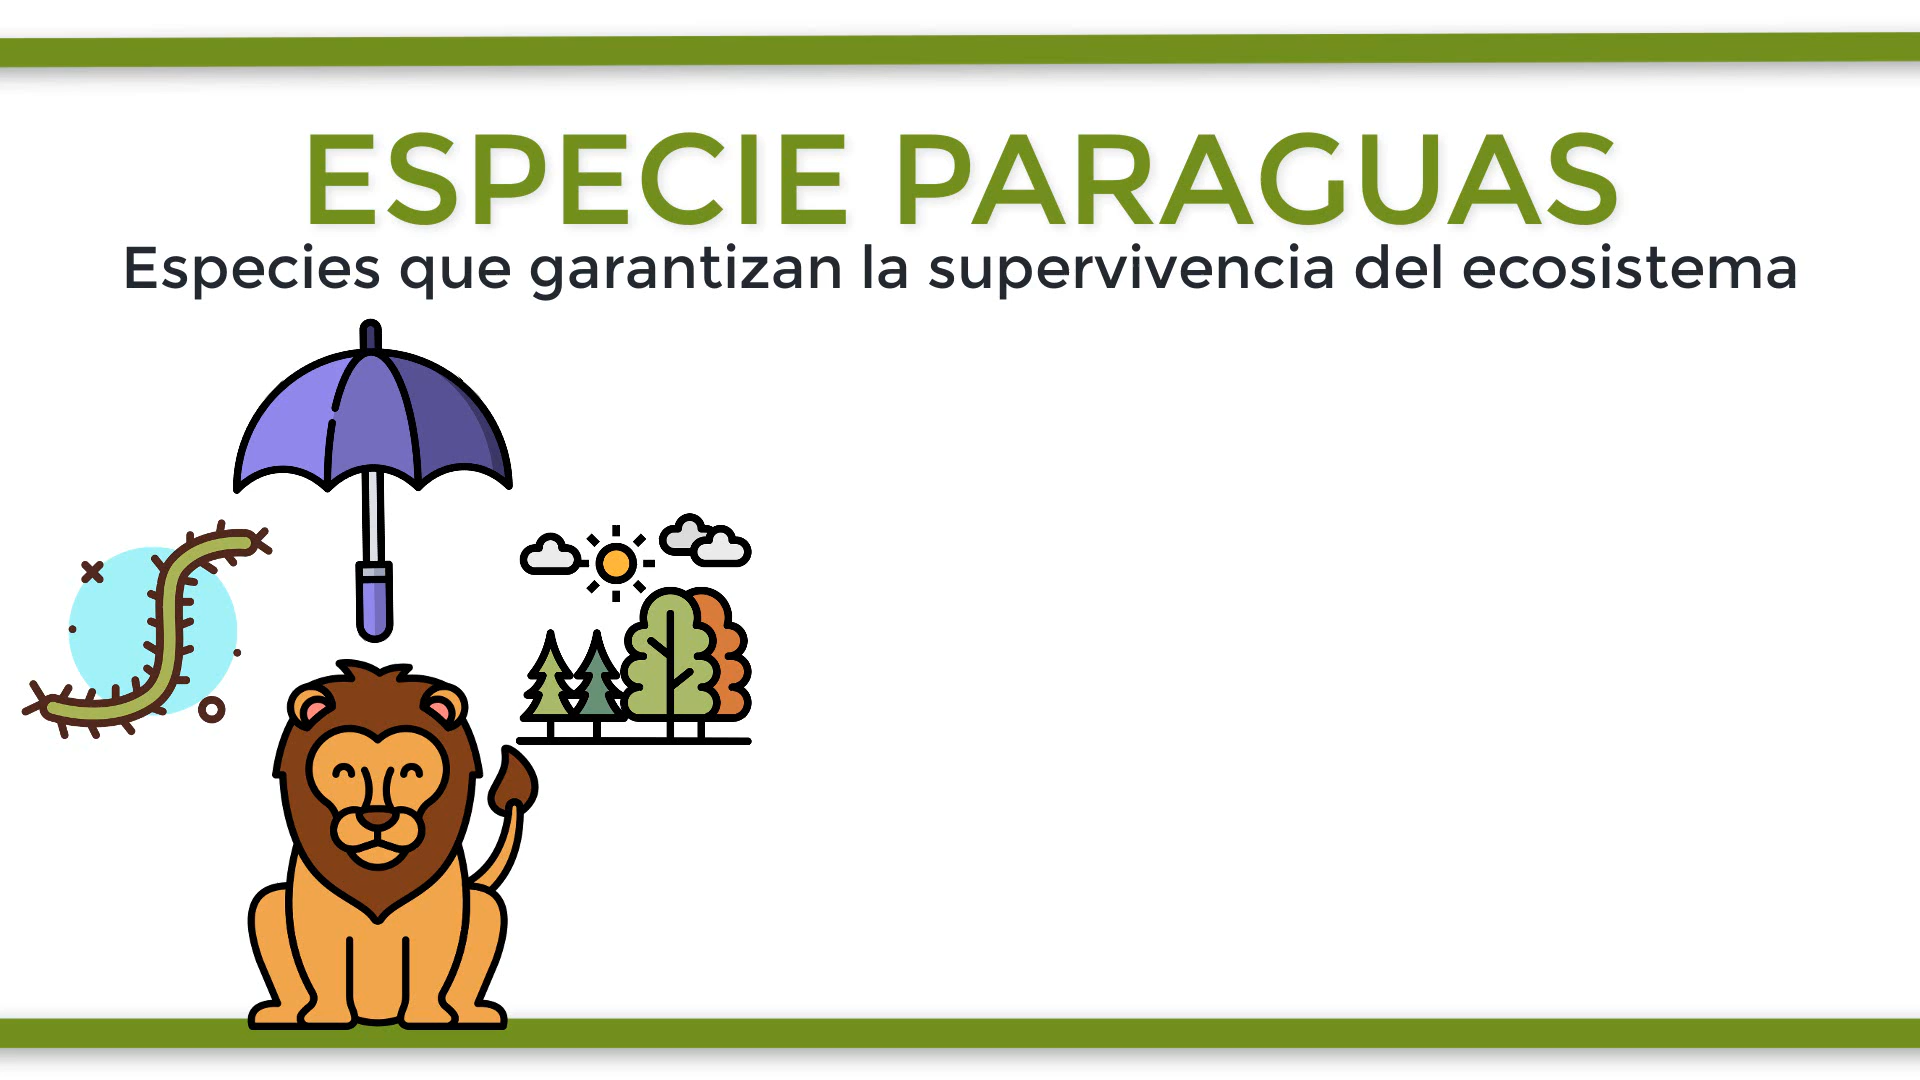 ESPECIE PARAGUAS
Especies que garantizan la supervivencia del ecosistema